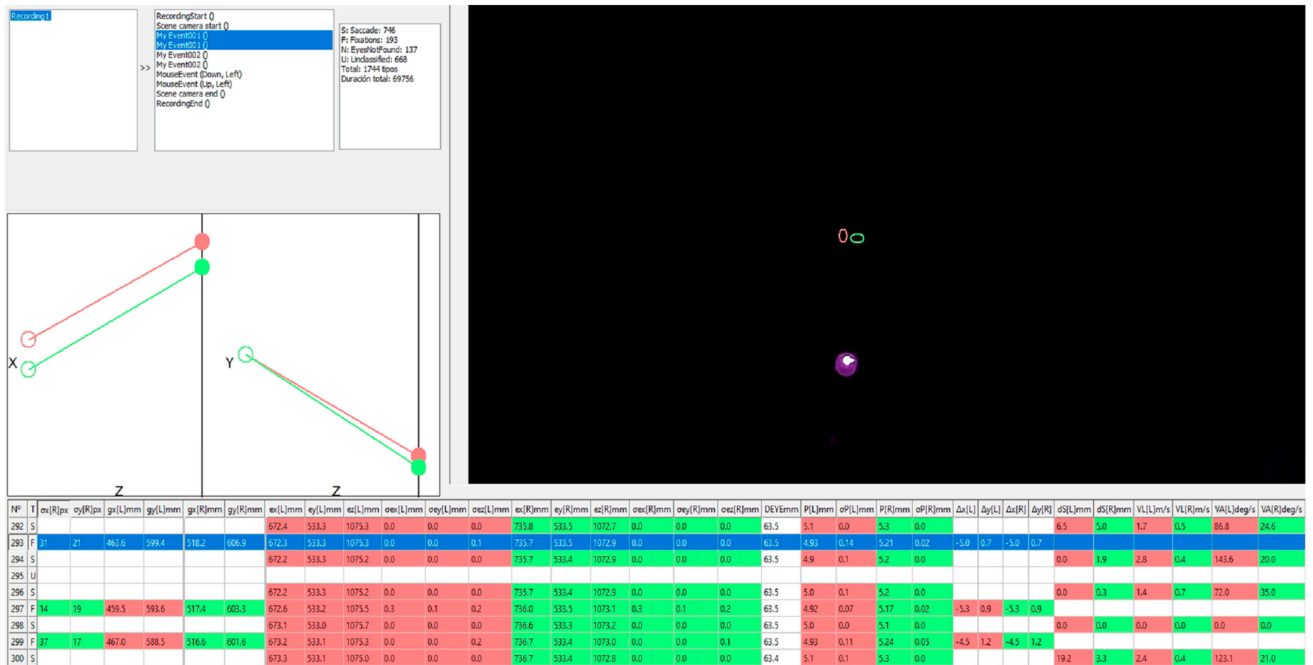 Recording1
RecordingStart ()
Scene camera start ()
My Event001 ()
My Event001 ()
My Event002 ()
My Event002 ()
MouseEvent (Down, Left)
MouseEvent (Up, Left)
Scene camera end ()
RecordingEnd ()
>>
S: Saccade: 746
F: Fixations: 193
N: EyesNotFound: 137
U: Unclassified: 668
Total: 1744 tipos
Duración total: 69756
X
Y
Z
Z
Nº T σx[R]px σy[R]px gx[L]mm gy[L]mm gx[R]mm gy[R]mm ex[L]mm ey[L]mm ez[L]mm σex[L]mm σey[L]mm σez[L]mm ex[R]mm ey[R]mm ez[R]mm σex[R]mm σey[R]mm σez[R]mm DEYEmm P[L]mm σP[L]mm P[R]mm σP[R]mm Δx[L] Δy[L] Δx[R] Δy[R] dS[L]mm dS[R]mm VL[L]m/s VL[R]m/s VA[L]deg/s VA[R]deg/s
292 S 672.4 533.3 1075.3 0.0 0.0 0.0 735.8 533.5 1072.7 0.0 0.0 0.0 63.5 5.1 0.0 5.3 0.0 6.5 5.0 1.7 0.5 86.8 24.6
293 F 31 21 463.6 599.4 518.2 606.9 672.3 533.3 1075.3 0.0 0.0 0.1 735.7 533.5 1072.9 0.0 0.0 0.0 63.5 4.93 0.14 5.21 0.02 -5.0 0.7 -5.0 0.7
294 S 672.2 533.3 1075.2 0.0 0.0 0.0 735.7 533.4 1072.9 0.0 0.0 0.0 63.5 4.9 0.1 5.2 0.0 0.0 1.9 2.8 0.4 143.6 20.0
295 U
296 S 672.2 533.3 1075.2 0.0 0.0 0.0 735.7 533.4 1072.9 0.0 0.0 0.0 63.5 5.0 0.1 5.2 0.0 0.0 0.3 1.4 0.7 72.0 35.0
297 F 14 19 459.5 593.6 517.4 603.3 672.6 533.2 1075.5 0.3 0.1 0.2 736.0 533.5 1073.1 0.3 0.1 0.2 63.5 4.92 0.07 5.17 0.02 -5.3 0.9 -5.3 0.9
298 S 673.1 533.0 1075.7 0.0 0.0 0.0 736.6 533.3 1073.2 0.0 0.0 0.0 63.5 5.0 0.0 5.1 0.0 0.0 0.0 0.0 0.0 0.0 0.0
299 F 37 17 467.0 588.5 516.6 601.6 673.2 533.1 1075.3 0.0 0.0 0.2 736.7 533.4 1073.0 0.0 0.0 0.1 63.5 4.93 0.11 5.24 0.05 -4.5 1.2 -4.5 1.2
300 S 673.3 533.1 1075.0 0.0 0.0 0.0 736.7 533.4 1072.8 0.0 0.0 0.0 63.4 5.1 0.1 5.3 0.0 19.2 3.3 2.4 0.4 123.1 21.0